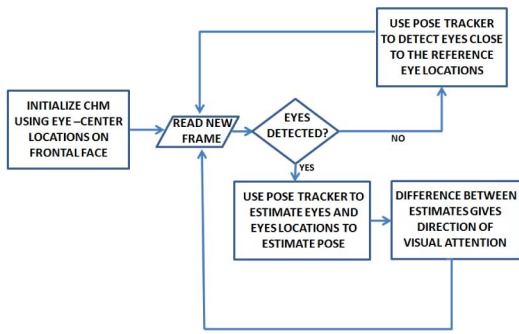 USE POSE TRACKER
TO DETECT EYES CLOSE
TO THE REFERENCE
EYE LOCATIONS
INITIALIZE CHM
USING EYE –CENTER
LOCATIONS ON
FRONTAL FACE
READ NEW
FRAME
EYES
DETECTED?
NO
YES
USE POSE TRACKER TO
ESTIMATE EYES AND
EYES LOCATIONS TO
ESTIMATE POSE
DIFFERENCE BETWEEN
ESTIMATES GIVES
DIRECTION OF
VISUAL ATTENTION